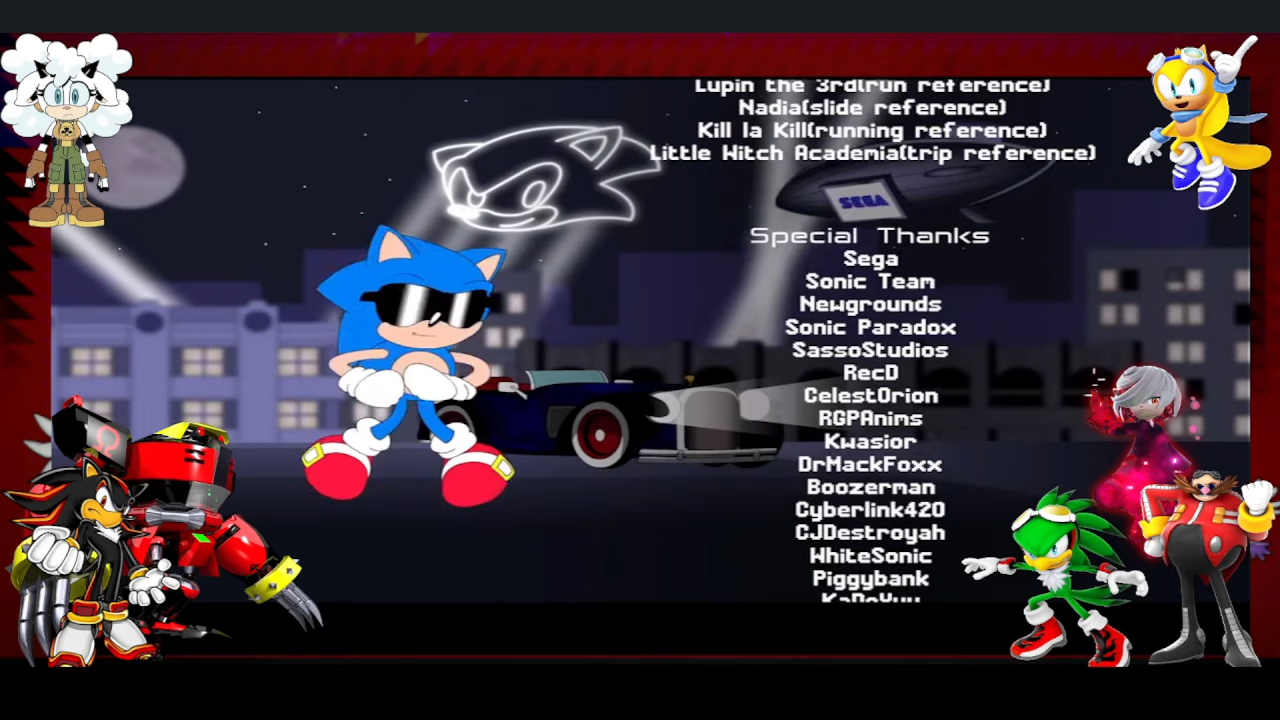 Lupin the 3rd(run reference)
Nadia(slide reference)
Kill la Kill(running reference)
Little Witch Academia(trip reference)
SEGA
Special Thanks
Sega
Sonic Team
Newgrounds
Sonic Paradox
SassoStudios
RecD
CelestOrion
RGPAnims
Kwasior
DrMackFoxx
Boozerman
Cyberlink420
CJDestroyah
WhiteSonic
Piggybank